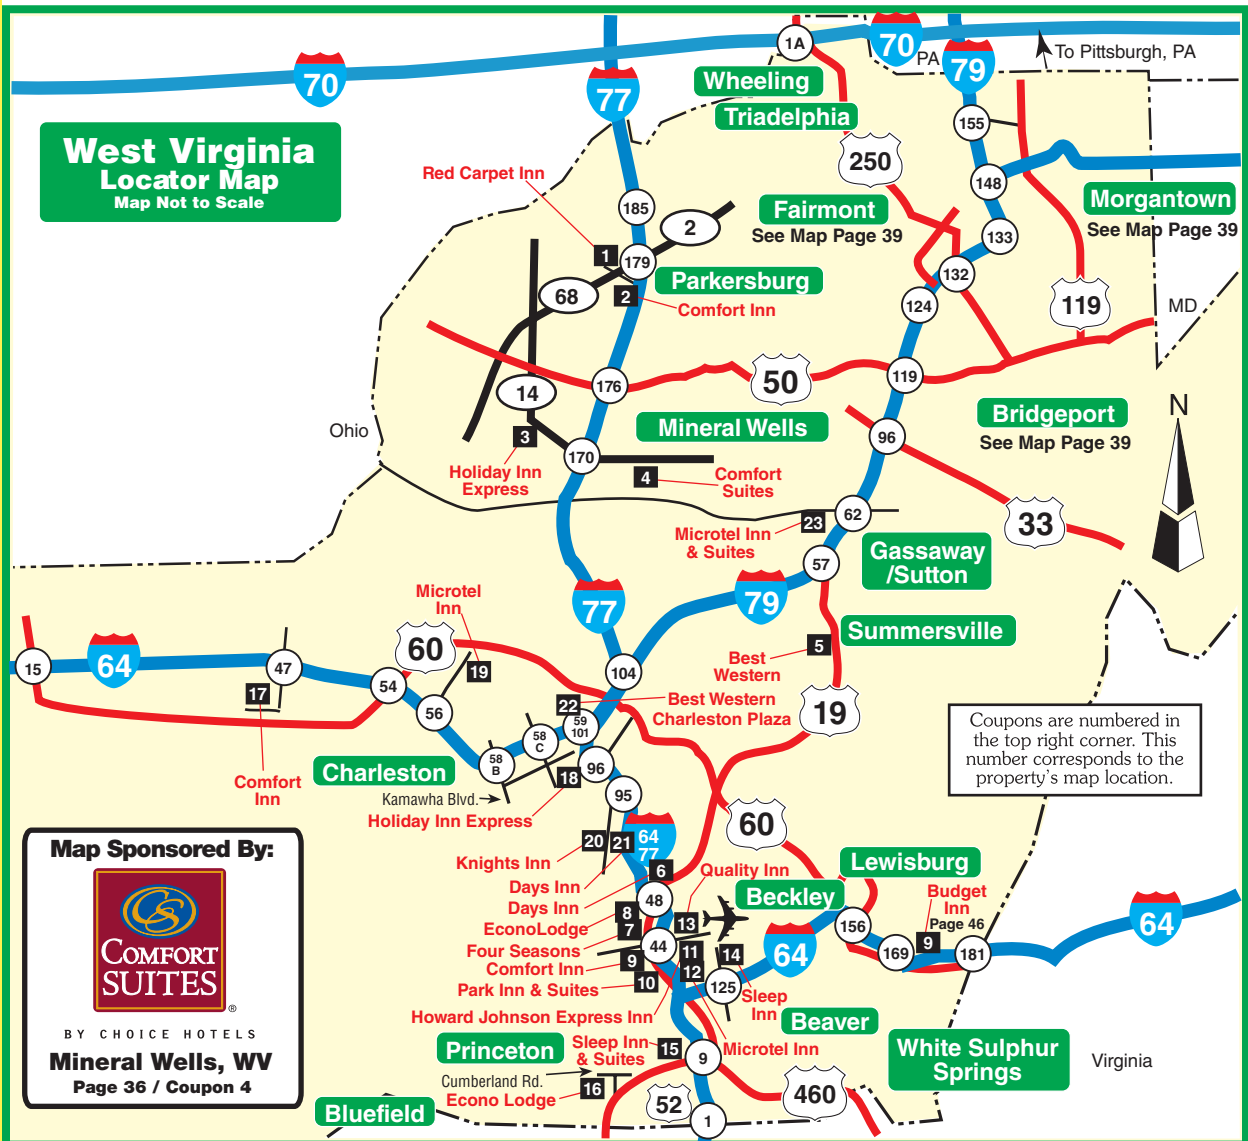 1A
70
PA
79
To Pittsburgh, PA
70
77
Wheeling
Triadelphia
155
West Virginia
Locator Map
Map Not to Scale
250
148
Red Carpet Inn
Morgantown
See Map Page 39
185
2
Fairmont
See Map Page 39
133
1
179
Parkersburg
132
68
2
Comfort Inn
124
119
MD
50
119
176
14
N
Mineral Wells
Bridgeport
See Map Page 39
Ohio
3
96
170
Holiday Inn
Express
4
Comfort
Suites
62
23
33
Microtel Inn
& Suites
Gassaway
/Sutton
57
Microtel
Inn
77
79
Summersville
60
5
Best
Western
15
64
47
54
19
104
17
56
22
Best Western
Charleston Plaza
19
59
101
58
C
58
B
Coupons are numbered in
the top right corner. This
number corresponds to the
property's map location.
Charleston
96
18
Comfort
Inn
Kamawha Blvd.
95
Holiday Inn Express
60
Map Sponsored By:
20
21
64
77
Knights Inn
6
Quality Inn
Lewisburg
Days Inn
Days Inn
48
Beckley
Budget
Inn
Page 46
CS
COMFORT
SUITES
®
BY CHOICE HOTELS
Mineral Wells, WV
Page 36 / Coupon 4
8
EconoLodge
7
13
156
64
Four Seasons
44
9
169
181
11
14
64
Comfort Inn
9
12
Park Inn & Suites
10
125
Sleep
Inn
Howard Johnson Express Inn
Beaver
Princeton
Sleep Inn
& Suites
15
9
Microtel Inn
White Sulphur
Springs
Virginia
Cumberland Rd.
16
Econo Lodge
52
460
Bluefield
1